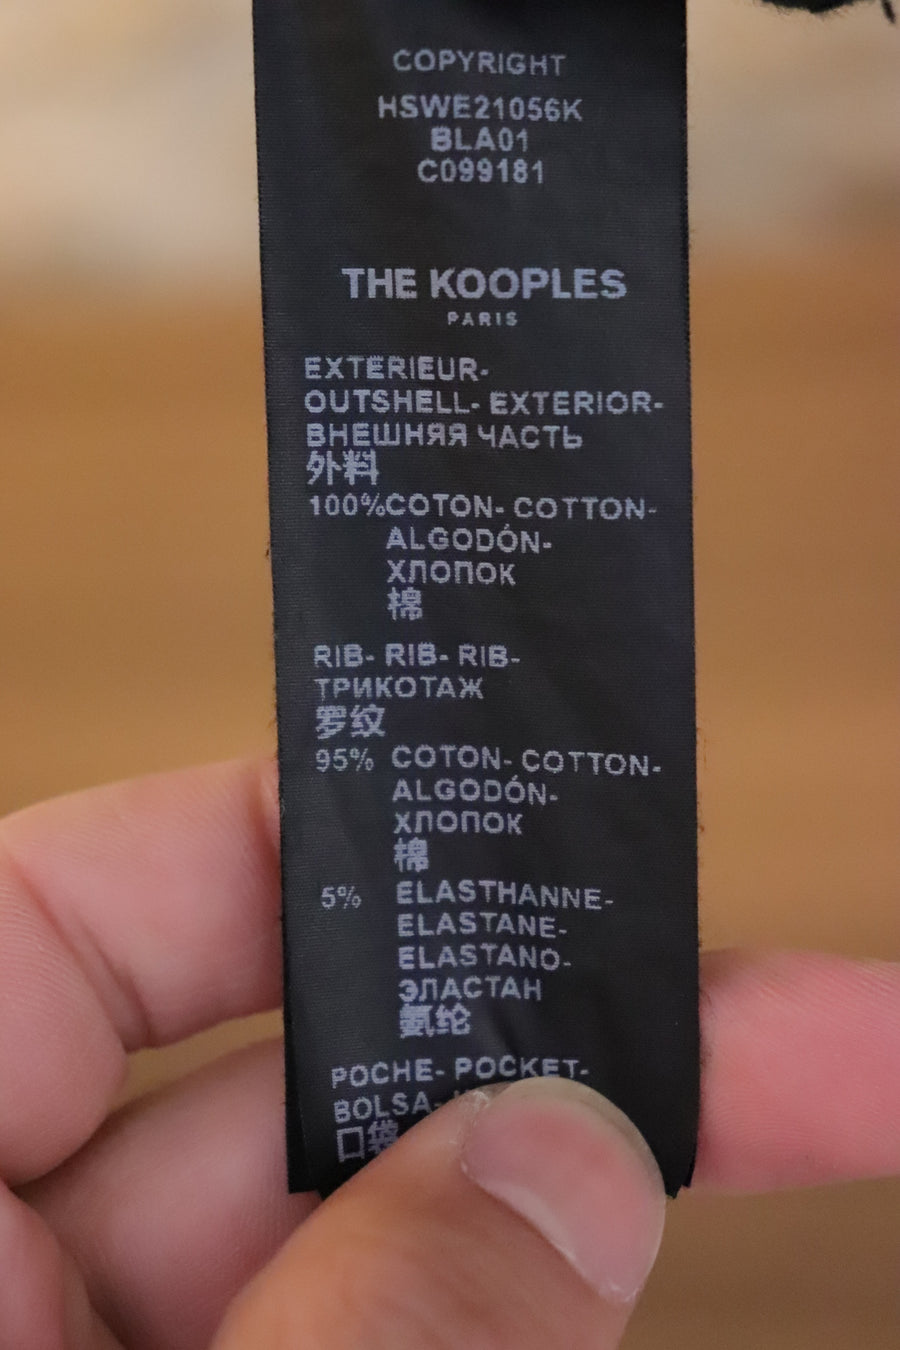 COPYRIGHT
HSWE21056K
BLA01
C099181
THE KOOPLES
PARIS
EXTERIEUR-
OUTSHELL- EXTERIOR-
ВНЕШНЯЯ ЧАСТЬ
外料
100%COTON- COTTON-
ALGODÓN-
ХЛОПОК
棉
RIB- RIB- RIB-
ТРИКОТАЖ
罗纹
95% COTON- COTTON-
ALGODÓN-
ХЛОПОК
棉
5% ELASTHANNE-
ELASTANE-
ELASTANO-
ЭЛАСТАН
氨纶
POCHE- POCKET-
BOLSA-
口袋